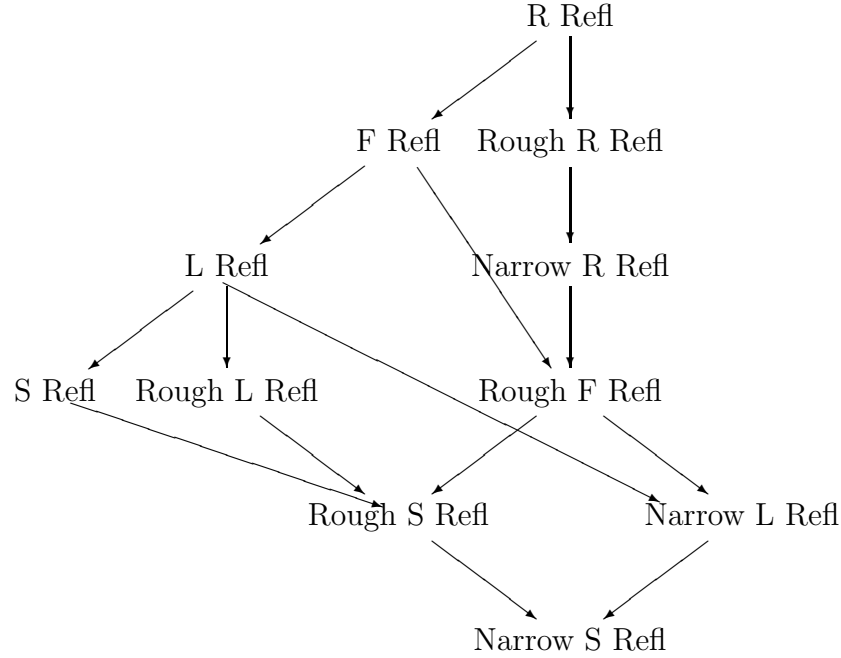 R Refl
F Refl Rough R Refl
L Refl Narrow R Refl
S Refl Rough L Refl Rough F Refl
Rough S Refl Narrow L Refl
Narrow S Refl